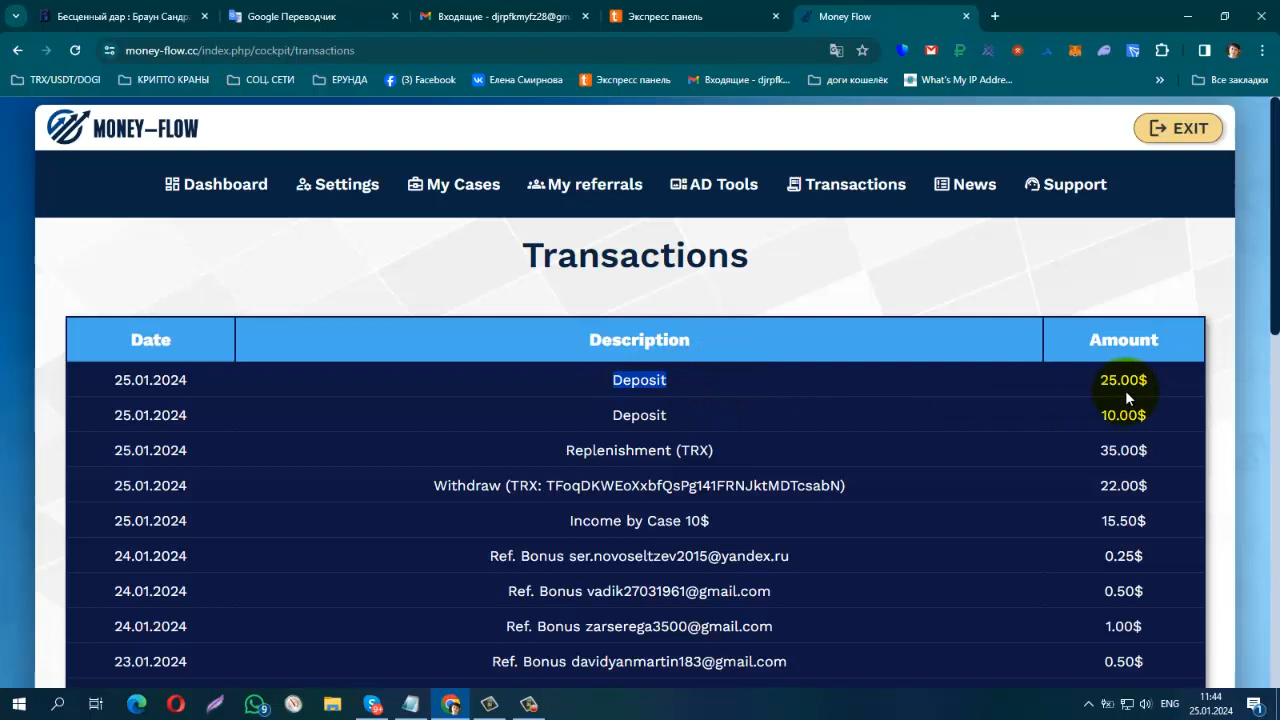 Бесценный дар : Браун Сандр
Google Переводчик
Входящие - djrpfkmyfz28@gm
Экспресс панель
Money Flow
money-flow.cc/index.php/cockpit/transactions
TRX/USDT/DOGI
КРИПТО КРАНЫ
СОЦ. СЕТИ
ЕРУНДА
(3) Facebook
Елена Смирнова
Экспресс панель
Входящие - djrpfk...
доги кошелёк
What's My IP Addre...
Все закладки
MONEY-FLOW
EXIT
Dashboard
Settings
My Cases
My referrals
AD Tools
Transactions
News
Support
Transactions
Date Description Amount
25.01.2024 Deposit 25.00$
25.01.2024 Deposit 10.00$
25.01.2024 Replenishment (TRX) 35.00$
25.01.2024 Withdraw (TRX: TFoqDKWEoXxbfQsPg141FRNJktMDTcsabN) 22.00$
25.01.2024 Income by Case 10$ 15.50$
24.01.2024 Ref. Bonus ser.novoseltzev2015@yandex.ru 0.25$
24.01.2024 Ref. Bonus vadik27031961@gmail.com 0.50$
24.01.2024 Ref. Bonus zarserega3500@gmail.com 1.00$
23.01.2024 Ref. Bonus davidyanmartin183@gmail.com 0.50$
ENG
11:44
25.01.2024